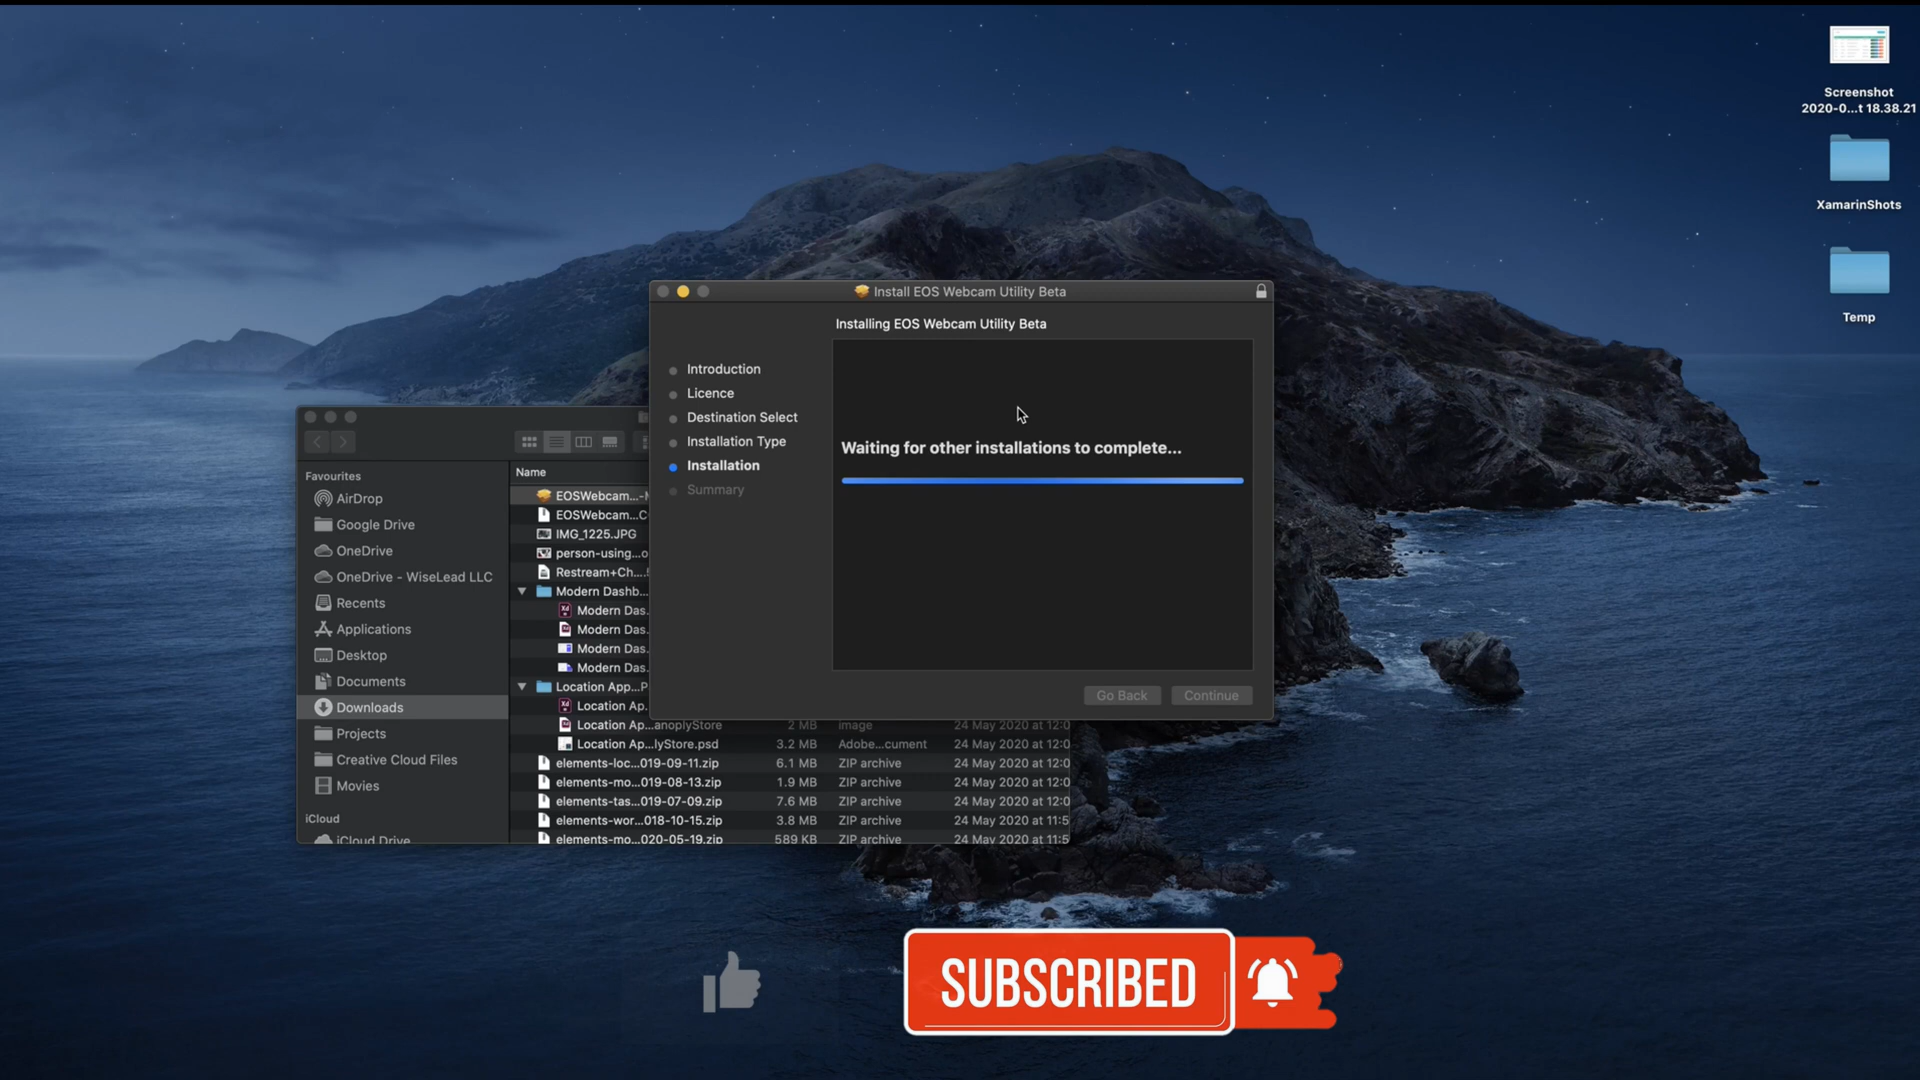 Screenshot
2020-0...t 18.38.21
XamarinShots
Temp
Install EOS Webcam Utility Beta
Installing EOS Webcam Utility Beta
Introduction
Licence
Destination Select
Installation Type
Installation
Summary
Waiting for other installations to complete...
Go Back
Continue
Favourites
AirDrop
Google Drive
OneDrive
OneDrive - WiseLead LLC
Recents
Applications
Desktop
Documents
Downloads
Projects
Creative Cloud Files
Movies
iCloud
iCloud Drive
Name
EOSWebcam...-M
EOSWebcam...C
IMG_1225.JPG
person-using...o
Restream+Ch...
Modern Dashb...
Modern Das.
Modern Das.
Modern Das.
Modern Das.
Location App...P
Location Ap.
Location Ap...anoplyStore 2 MB image 24 May 2020 at 12:0
Location Ap...lyStore.psd 3.2 MB Adobe...cument 24 May 2020 at 12:0
elements-loc...019-09-11.zip 6.1 MB ZIP archive 24 May 2020 at 12:0
elements-mo...019-08-13.zip 1.9 MB ZIP archive 24 May 2020 at 12:0
elements-tas...019-07-09.zip 7.6 MB ZIP archive 24 May 2020 at 12:0
elements-wor...018-10-15.zip 3.8 MB ZIP archive 24 May 2020 at 11:5
elements-mo...020-05-19.zip 589 KB ZIP archive 24 May 2020 at 11:5
SUBSCRIBED